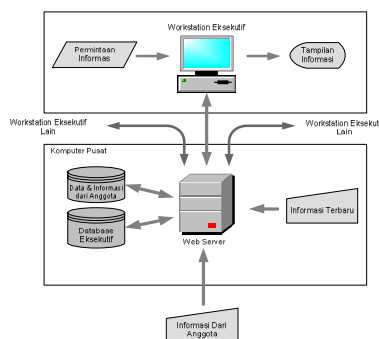 Workstation Eksekutif
Permintaan
Informas
Tampilan
Informasi
Workstation Eksekutif
Lain
Workstation Eksekut
Lain
Komputer Pusat
Data & Informasi
dari Anggota
Database
Eksekutif
Web Server
Informasi Terbaru
Informasi Dari
Anggota